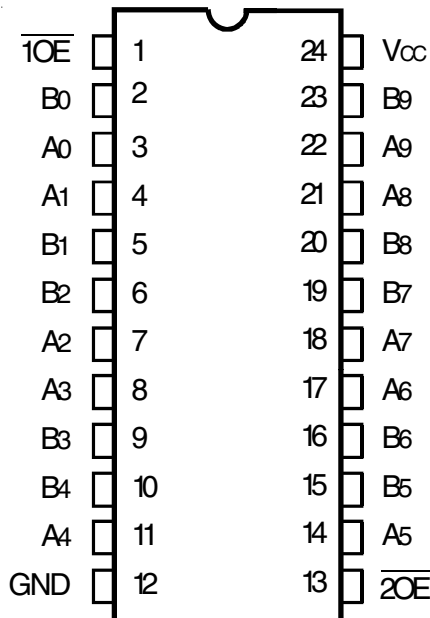 1OE 1 24 Vcc
B0 2 23 B9
A0 3 22 A9
A1 4 21 A8
B1 5 20 B8
B2 6 19 B7
A2 7 18 A7
A3 8 17 A6
B3 9 16 B6
B4 10 15 B5
A4 11 14 A5
GND 12 13 2OE